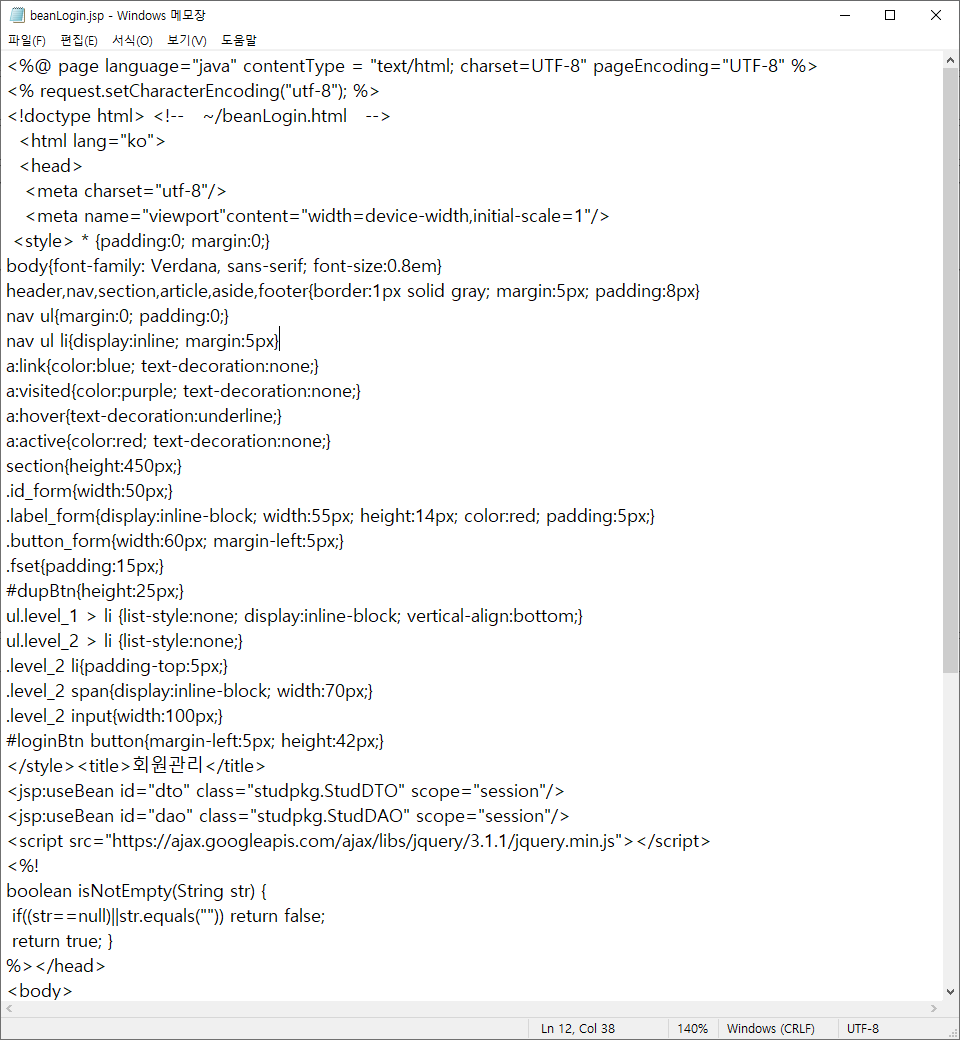 beanLogin.jsp - Windows 메모장
파일(F) 편집(E) 서식(O) 보기(V) 도움말
<%@ page language="java" contentType = "text/html; charset=UTF-8" pageEncoding="UTF-8" %>
<% request.setCharacterEncoding("utf-8"); %>
<!doctype html> <!--   ~/beanLogin.html   -->
  <html lang="ko">
  <head>
   <meta charset="utf-8"/>
   <meta name="viewport"content="width=device-width,initial-scale=1"/>
 <style> * {padding:0; margin:0;}
body{font-family: Verdana, sans-serif; font-size:0.8em}
header,nav,section,article,aside,footer{border:1px solid gray; margin:5px; padding:8px}
nav ul{margin:0; padding:0;}
nav ul li{display:inline; margin:5px}
a:link{color:blue; text-decoration:none;}
a:visited{color:purple; text-decoration:none;}
a:hover{text-decoration:underline;}
a:active{color:red; text-decoration:none;}
section{height:450px;}
.id_form{width:50px;}
.label_form{display:inline-block; width:55px; height:14px; color:red; padding:5px;}
.button_form{width:60px; margin-left:5px;}
.fset{padding:15px;}
#dupBtn{height:25px;}
ul.level_1 > li {list-style:none; display:inline-block; vertical-align:bottom;}
ul.level_2 > li {list-style:none;}
.level_2 li{padding-top:5px;}
.level_2 span{display:inline-block; width:70px;}
.level_2 input{width:100px;}
#loginBtn button{margin-left:5px; height:42px;}
</style><title>회원관리</title>
<jsp:useBean id="dto" class="studpkg.StudDTO" scope="session"/>
<jsp:useBean id="dao" class="studpkg.StudDAO" scope="session"/>
<script src="https://ajax.googleapis.com/ajax/libs/jquery/3.1.1/jquery.min.js"></script>
<%!
boolean isNotEmpty(String str) {
 if((str==null)||str.equals("")) return false;
 return true; }
%></head>
<body>
Ln 12, Col 38 140% Windows (CRLF) UTF-8